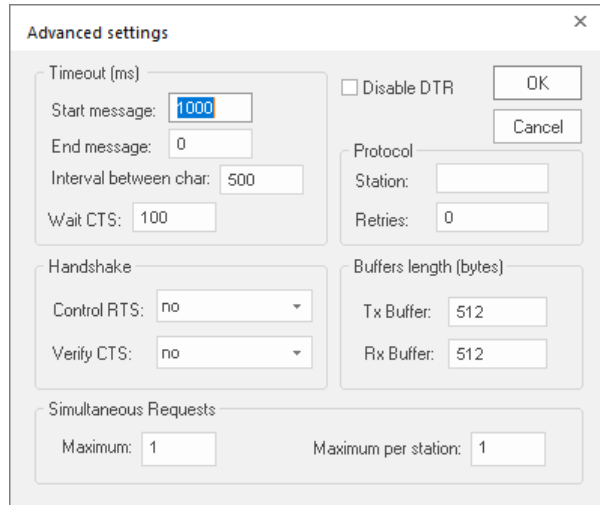 Advanced settings
Timeout (ms)
Start message: 1000
End message: 0
Interval between char: 500
Wait CTS: 100
Disable DTR
OK
Cancel
Protocol
Station:
Retries: 0
Handshake
Control RTS: no
Verify CTS: no
Buffers length (bytes)
Tx Buffer: 512
Rx Buffer: 512
Simultaneous Requests
Maximum: 1 Maximum per station: 1